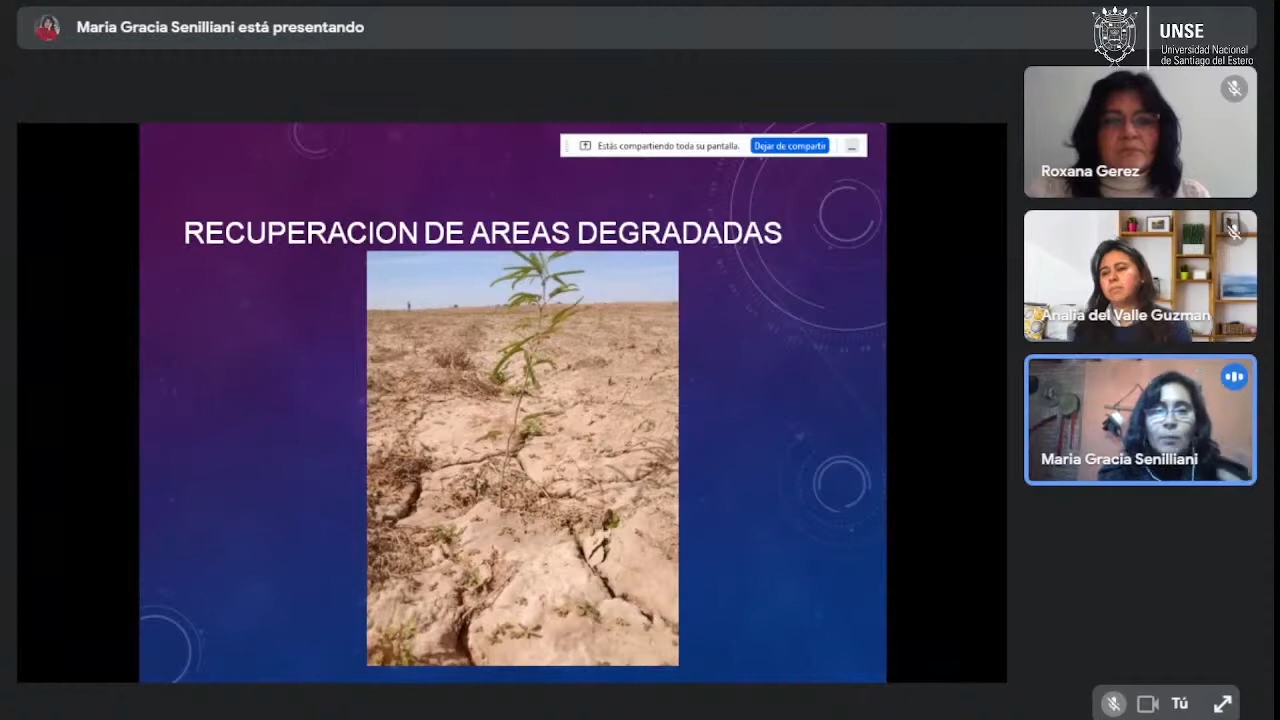 Maria Gracia Senilliani está presentando
UNSE
Universidad Nacional
de Santiago del Estero
Estás compartiendo toda su pantalla.
Dejar de compartir
RECUPERACION DE AREAS DEGRADADAS
Roxana Gerez
Analia del Valle Guzman
Maria Gracia Senilliani
Tú